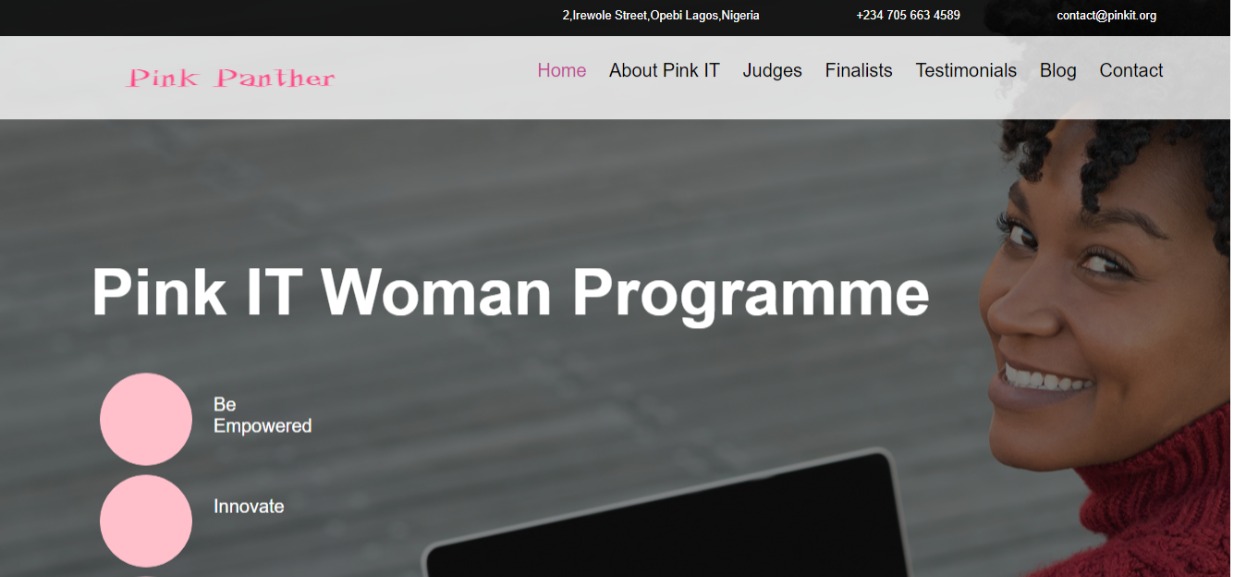 2,Irewole Street,Opebi Lagos,Nigeria +234 705 663 4589 contact@pinkit.org
Pink Panther Home About Pink IT Judges Finalists Testimonials Blog Contact
Pink IT Woman Programme
Be
Empowered
Innovate